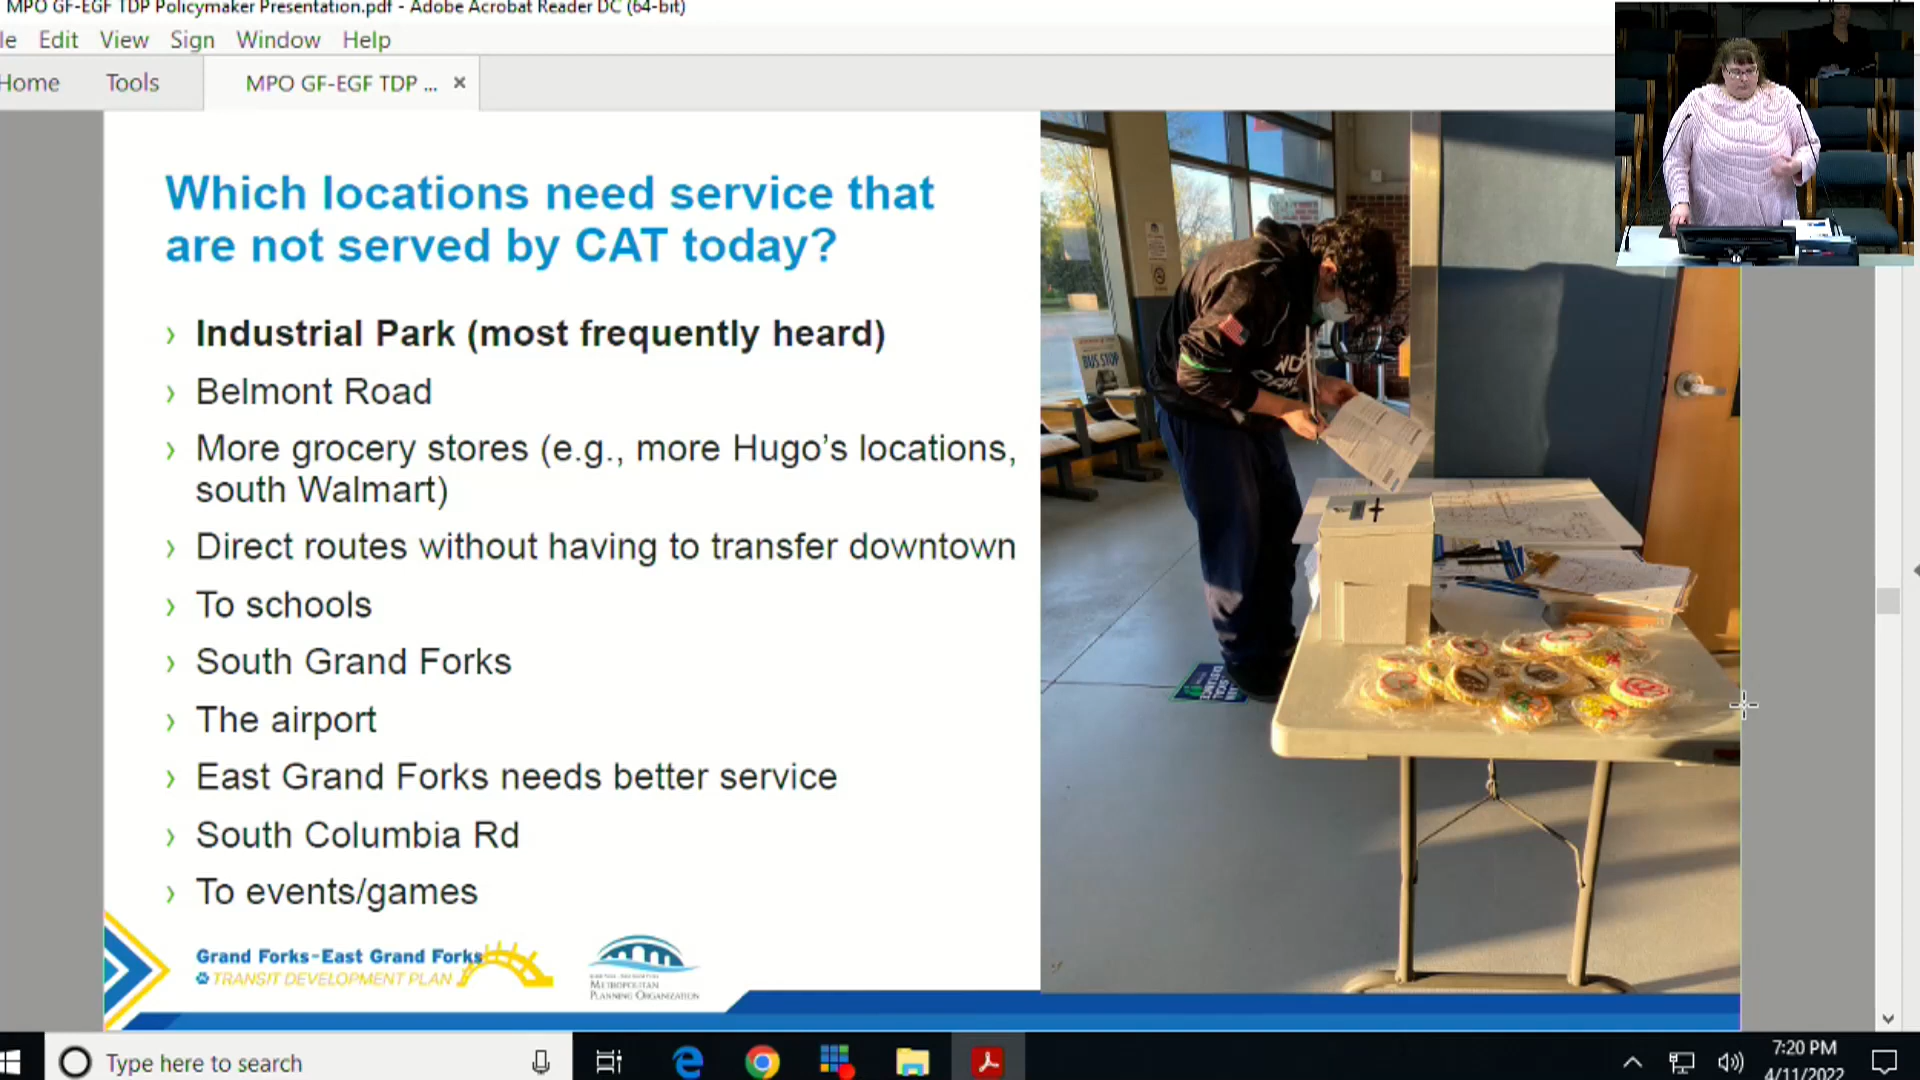 MPO GF-EGF TDP Policymaker Presentation.pdf - Adobe Acrobat Reader DC (64-bit)
le Edit View Sign Window Help
Home Tools MPO GF-EGF TDP ... ×
Which locations need service that
are not served by CAT today?
› Industrial Park (most frequently heard)
› Belmont Road
› More grocery stores (e.g., more Hugo’s locations,
south Walmart)
› Direct routes without having to transfer downtown
› To schools
› South Grand Forks
› The airport
› East Grand Forks needs better service
› South Columbia Rd
› To events/games
BUS STOP
Grand Forks-East Grand Forks
TRANSIT DEVELOPMENT PLAN
METROPOLITAN
PLANNING ORGANIZATION
Type here to search
7:20 PM
4/11/2022